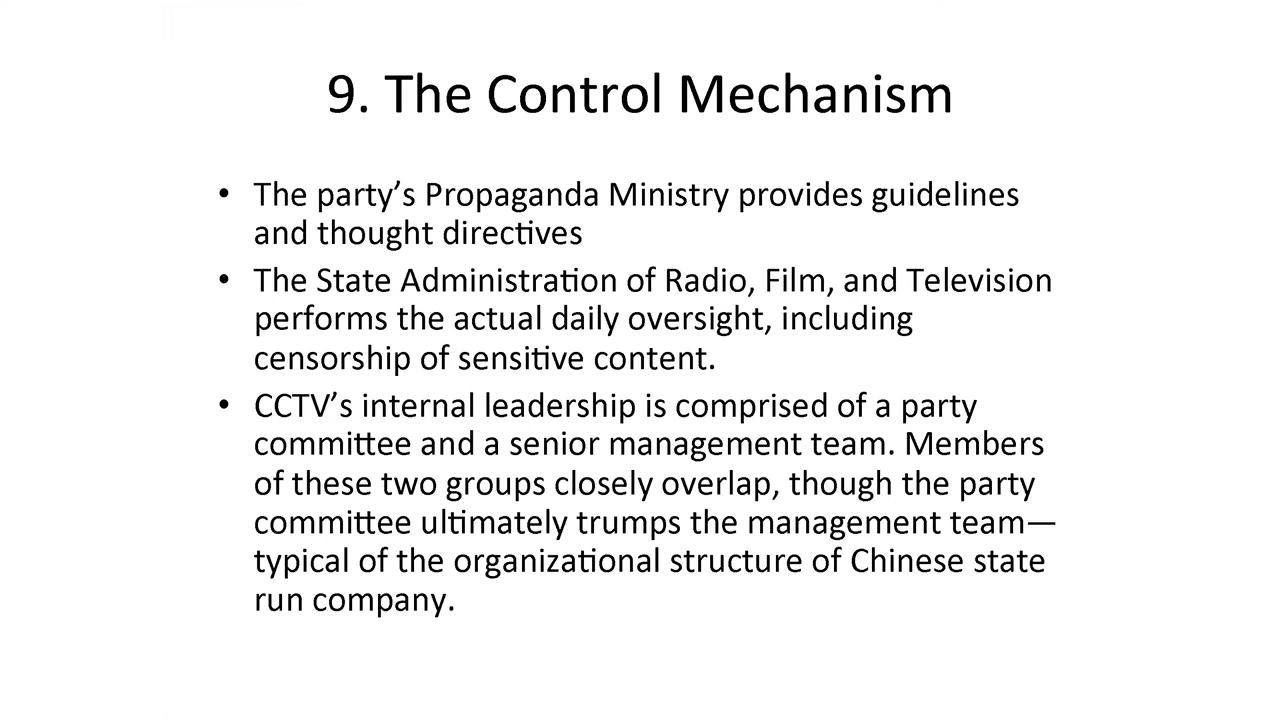 9. The Control Mechanism
• The party’s Propaganda Ministry provides guidelines
and thought directives
• The State Administration of Radio, Film, and Television
performs the actual daily oversight, including
censorship of sensitive content.
• CCTV’s internal leadership is comprised of a party
committee and a senior management team. Members
of these two groups closely overlap, though the party
committee ultimately trumps the management team—
typical of the organizational structure of Chinese state
run company.